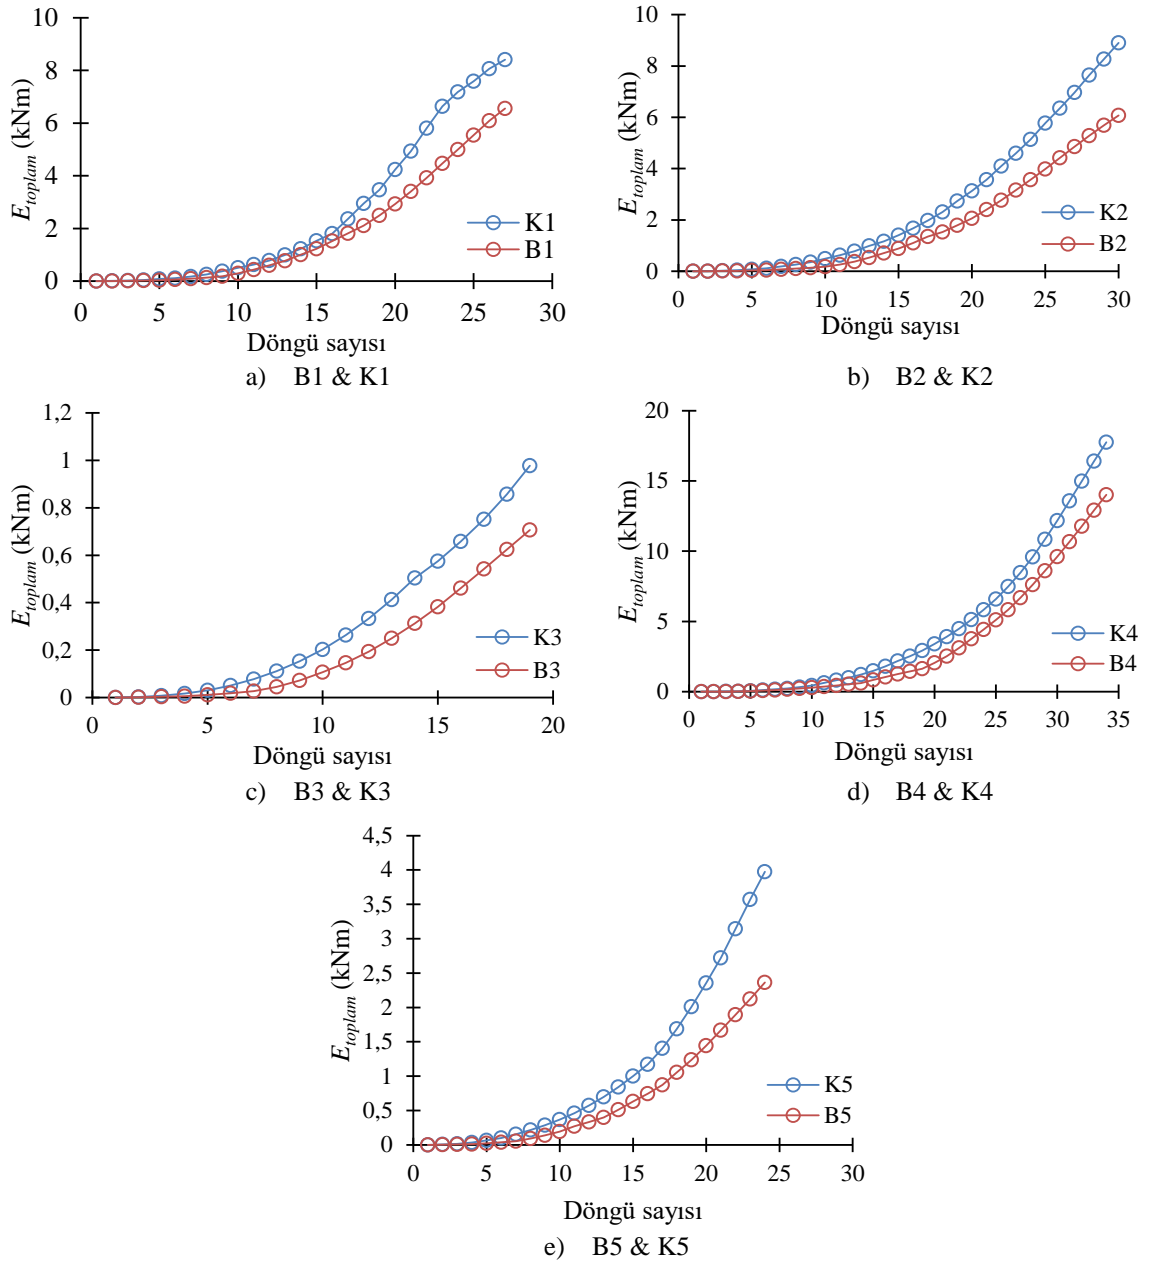 10
8
6
4
2
0
E_toplam (kNm)
K1
B1
0 5 10 15 20 25 30
Döngü sayısı
a) B1 & K1
10
8
6
4
2
0
E_toplam (kNm)
K2
B2
0 5 10 15 20 25 30
Döngü sayısı
b) B2 & K2
1,2
1
0,8
0,6
0,4
0,2
0
E_toplam (kNm)
K3
B3
0 5 10 15 20
Döngü sayısı
c) B3 & K3
20
15
10
5
0
E_toplam (kNm)
K4
B4
0 5 10 15 20 25 30 35
Döngü sayısı
d) B4 & K4
4,5
4
3,5
3
2,5
2
1,5
1
0,5
0
E_toplam (kNm)
K5
B5
0 5 10 15 20 25 30
Döngü sayısı
e) B5 & K5